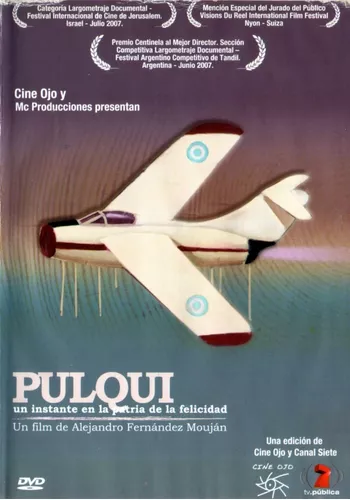 Categoría Largometraje Documental -
Festival Internacional de Cine de Jerusalem.
Israel - Julio 2007.
Mención Especial del Jurado del Público
Visions Du Reel International Film Festival
Nyon - Suiza
Premio Centinela al Mejor Director. Sección
Competitiva Largometraje Documental –
Festival Argentino Competitivo de Tandil.
Argentina - Junio 2007.
Cine Ojo y
Mc Producciones presentan
PULQUI
un instante en la patria de la felicidad
Un film de Alejandro Fernández Mouján
Una edición de
Cine Ojo y Canal Siete
DVD
CINE OJO
7
tv.pública